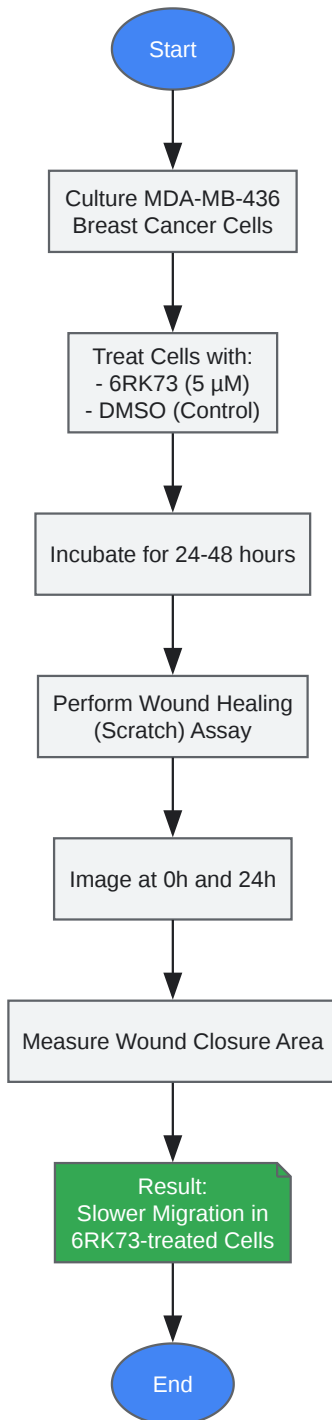 Start
Culture MDA-MB-436
Breast Cancer Cells
Treat Cells with:
- 6RK73 (5 µM)
- DMSO (Control)
Incubate for 24-48 hours
Perform Wound Healing
(Scratch) Assay
Image at 0h and 24h
Measure Wound Closure Area
Result:
Slower Migration in
6RK73-treated Cells
End